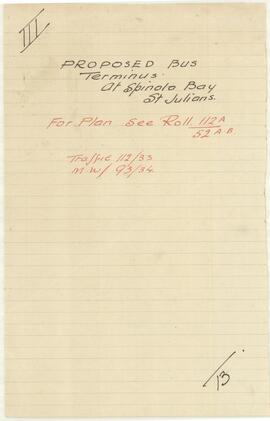 III
PROPOSED BUS
Terminus
At Spinola Bay
St Julians.
For Plan See Roll 112A
52 A.B
Traffic 112/33
M.W/ 93/34
/13